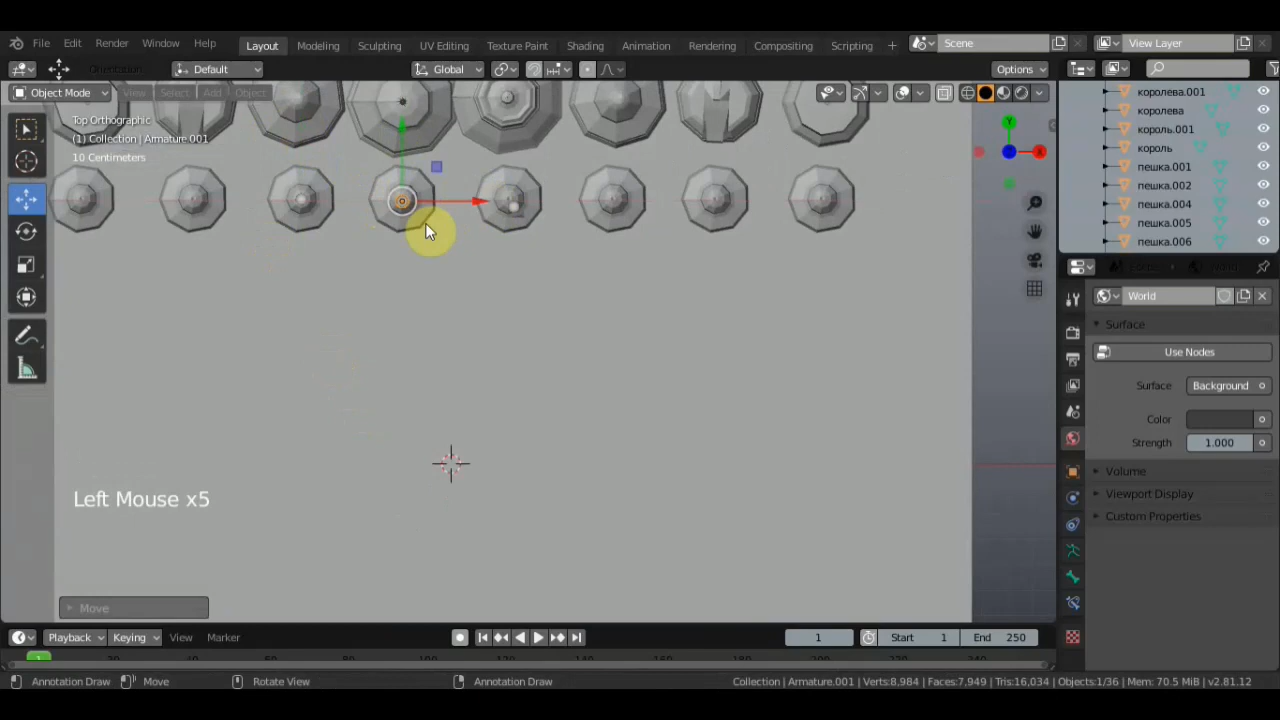 File Edit Render Window Help Layout Modeling Sculpting UV Editing Texture Paint Shading Animation Rendering Compositing Scripting + Scene View Layer
Orientation Default Global Options
Object Mode View Select Add Object
Top Orthographic
(1) Collection | Armature.001
10 Centimeters
Y
X
Z
королева.001
королева
король.001
король
пешка.001
пешка.002
пешка.004
пешка.005
пешка.006
World
Surface
Use Nodes
Surface Background
Color
Strength 1.000
Volume
Viewport Display
Custom Properties
Left Mouse x5
Move
Playback Keying View Marker 1 Start 1 End 250
Annotation Draw Move Rotate View Annotation Draw Collection | Armature.001 | Verts:8,984 | Faces:7,949 | Tris:16,034 | Objects:1/36 | Mem: 70.5 MiB | v2.81.12